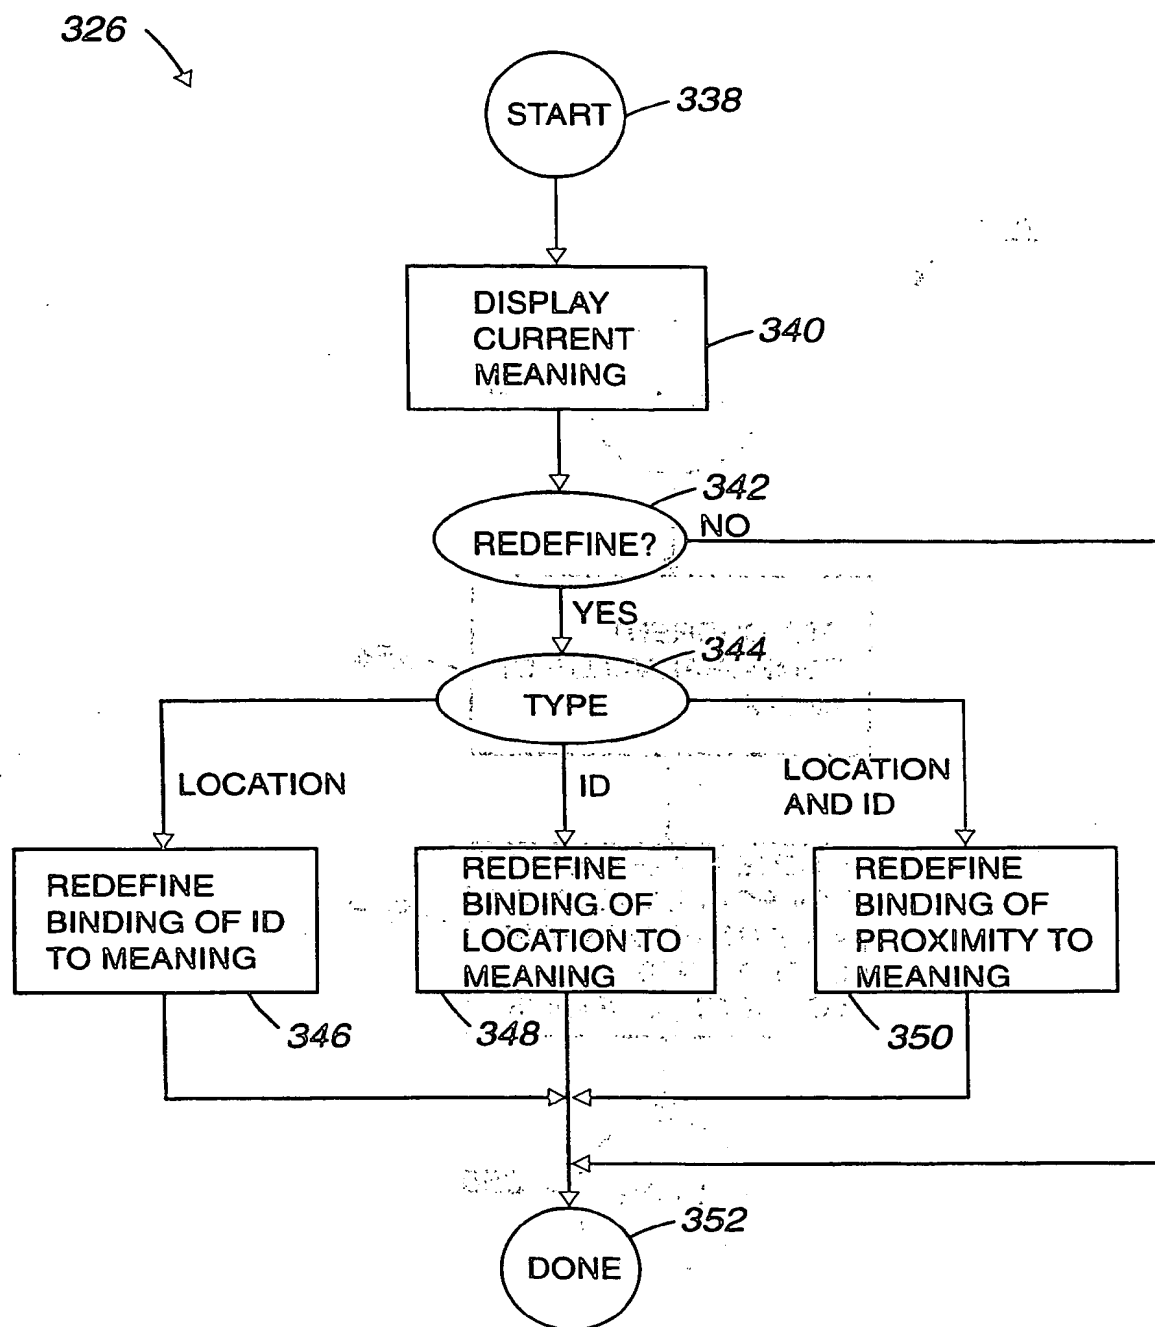 326
START
338
DISPLAY
CURRENT
MEANING
340
342
REDEFINE?
NO
YES
344
TYPE
LOCATION
ID
LOCATION
AND ID
REDEFINE
BINDING OF ID
TO MEANING
346
REDEFINE
BINDING OF
LOCATION TO
MEANING
348
REDEFINE
BINDING OF
PROXIMITY TO
MEANING
350
352
DONE